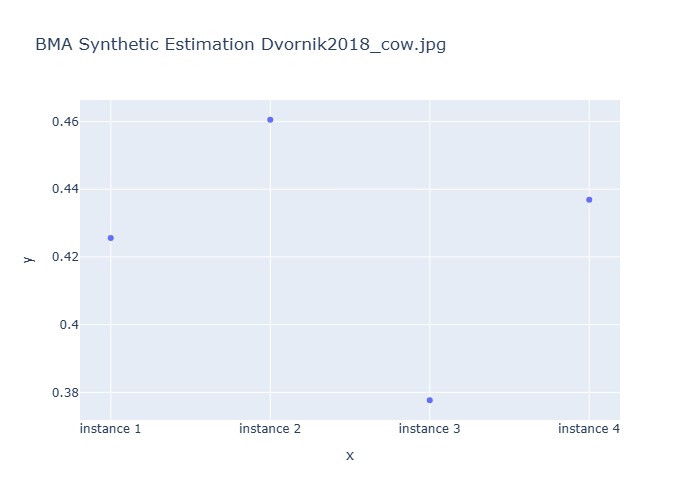 BMA Synthetic Estimation Dvornik2018_cow.jpg
0.46
0.44
0.42
0.4
0.38
y
instance 1
instance 2
instance 3
instance 4
x